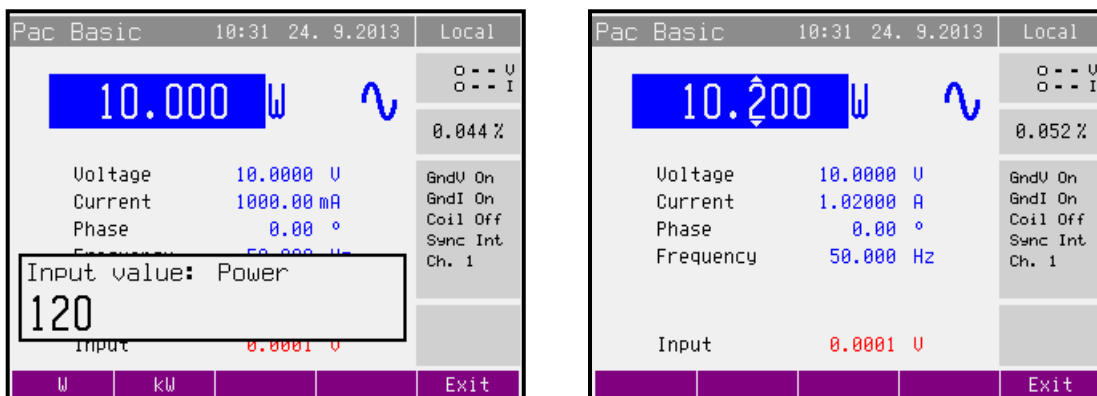 Pac Basic 10:31 24. 9.2013 Local
o--V
o--I
10.000 W
0.044 %
Voltage 10.0000 V
Current 1000.00 mA
Phase 0.00 °
GndV On
GndI On
Coil Off
Sync Int
Ch. 1
Input value: Power
120
Input 0.0001 V
W kW Exit
Pac Basic 10:31 24. 9.2013 Local
o--V
o--I
10.200 W
0.052 %
Voltage 10.0000 V
Current 1.02000 A
Phase 0.00 °
Frequency 50.000 Hz
GndV On
GndI On
Coil Off
Sync Int
Ch. 1
Input 0.0001 V
Exit